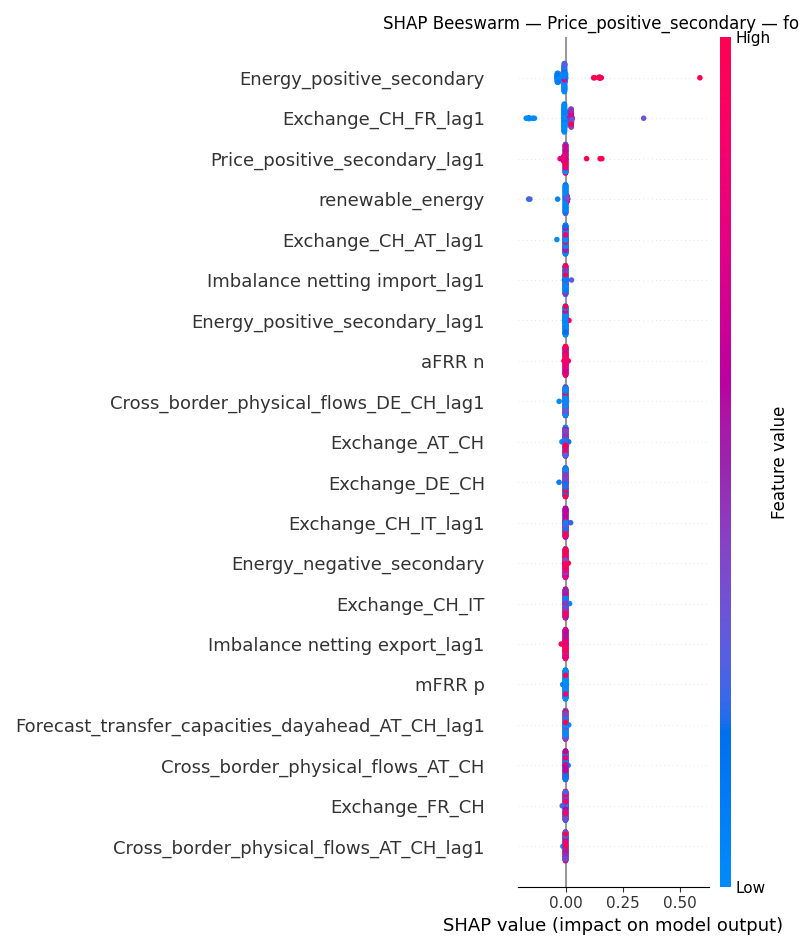 SHAP Beeswarm — Price_positive_secondary — fo
High
Energy_positive_secondary
Exchange_CH_FR_lag1
Price_positive_secondary_lag1
renewable_energy
Exchange_CH_AT_lag1
Imbalance netting import_lag1
Energy_positive_secondary_lag1
aFRR n
Cross_border_physical_flows_DE_CH_lag1
Exchange_AT_CH
Exchange_DE_CH
Exchange_CH_IT_lag1
Energy_negative_secondary
Exchange_CH_IT
Imbalance netting export_lag1
mFRR p
Forecast_transfer_capacities_dayahead_AT_CH_lag1
Cross_border_physical_flows_AT_CH
Exchange_FR_CH
Cross_border_physical_flows_AT_CH_lag1
Feature value
Low
0.00 0.25 0.50
SHAP value (impact on model output)